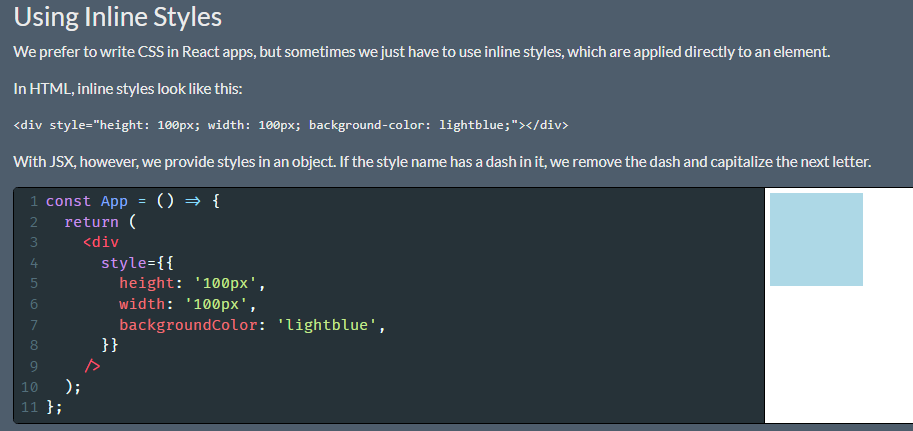 Using Inline Styles
We prefer to write CSS in React apps, but sometimes we just have to use inline styles, which are applied directly to an element.
In HTML, inline styles look like this:
<div style="height: 100px; width: 100px; background-color: lightblue;"></div>
With JSX, however, we provide styles in an object. If the style name has a dash in it, we remove the dash and capitalize the next letter.
1 const App = () => {
2   return (
3     <div
4       style={{
5         height: '100px',
6         width: '100px',
7         backgroundColor: 'lightblue',
8       }}
9     />
10   );
11 };